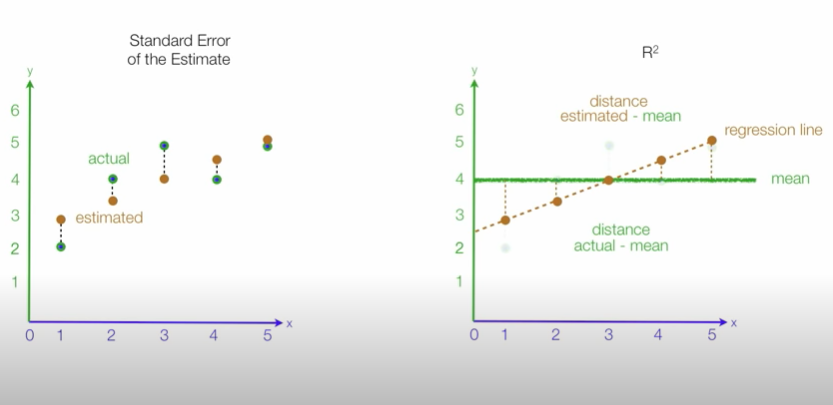 Standard Error
of the Estimate
y
6
5
4
3
2
1
0 1 2 3 4 5 x
actual
estimated
R²
y
6
5
4
3
2
1
0 1 2 3 4 5 x
distance
estimated - mean
regression line
mean
distance
actual - mean